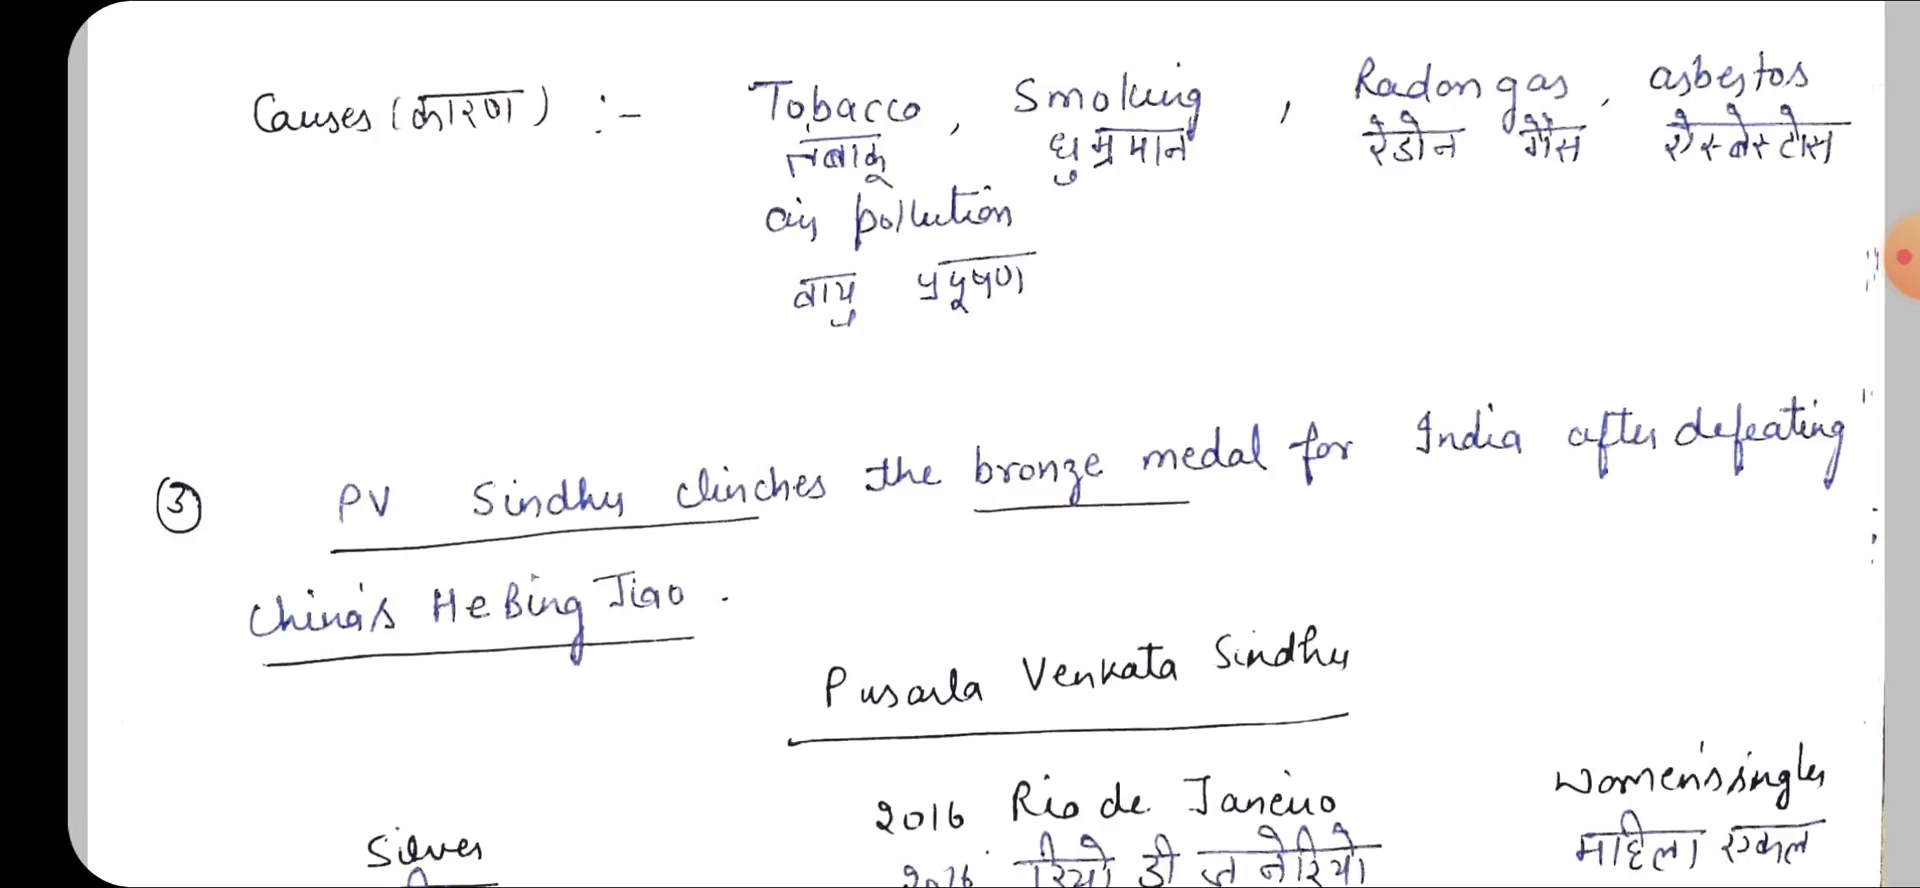 Causes (कारण) :- Tobacco, Smoking, Radon gas, asbestos
तंबाकू धुम्रपान रेडोन गैस ऐस्बेस्टोस
air pollution
वायु प्रदूषण
③ PV Sindhu clinches the bronze medal for India after defeating
China's He Bing Jiao.
Pusarla Venkata Sindhu
Silver 2016 Rio de Janeiro Women's singles
2016 रियो डी जनेरियो महिला एकल